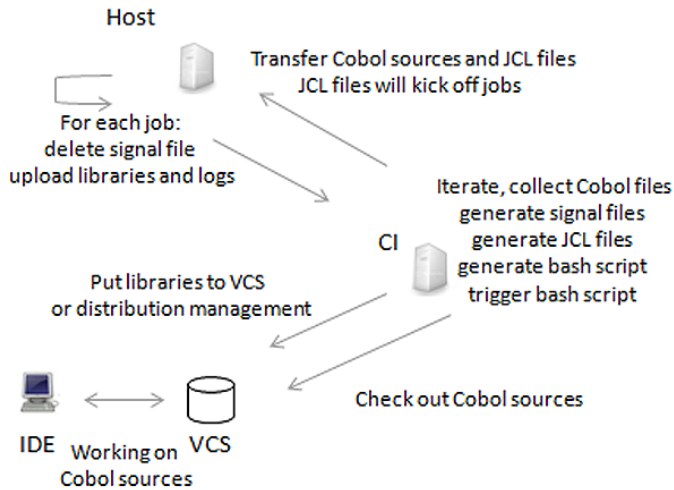 Host
Transfer Cobol sources and JCL files
JCL files will kick off jobs
For each job:
delete signal file
upload libraries and logs
Iterate, collect Cobol files
generate signal files
generate JCL files
generate bash script
trigger bash script
CI
Put libraries to VCS
or distribution management
Check out Cobol sources
IDE
VCS
Working on
Cobol sources